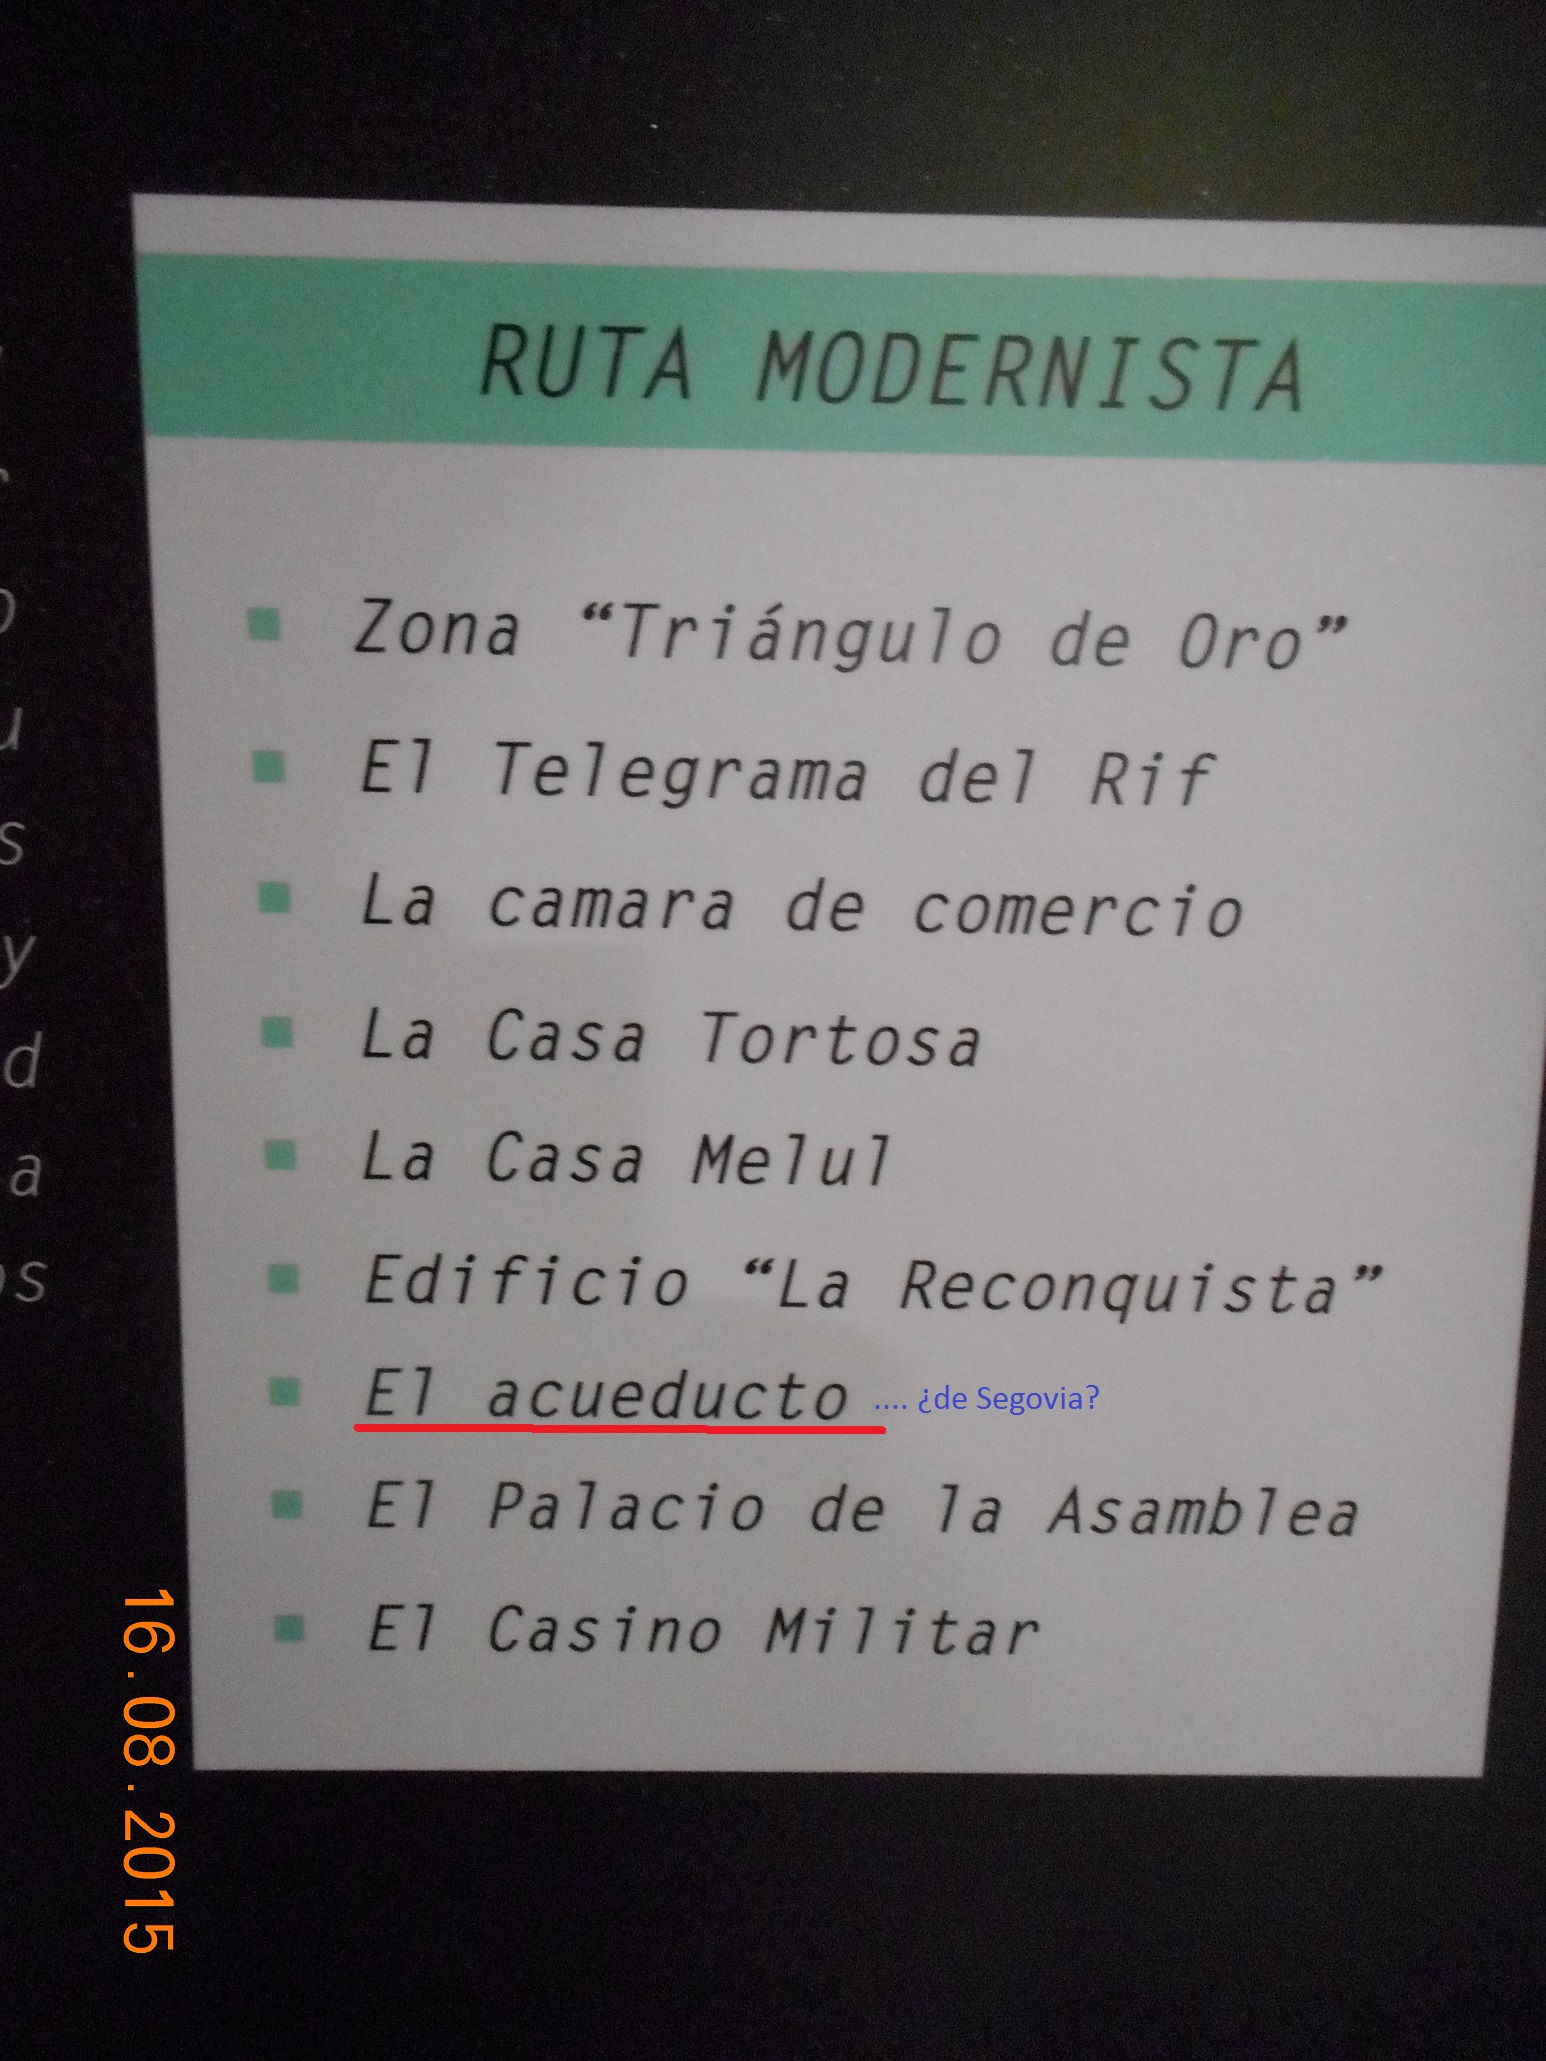 RUTA MODERNISTA
Zona “Triángulo de Oro”
El Telegrama del Rif
La camara de comercio
La Casa Tortosa
La Casa Melul
Edificio “La Reconquista”
El acueducto .... ¿de Segovia?
El Palacio de la Asamblea
El Casino Militar
16.08.2015